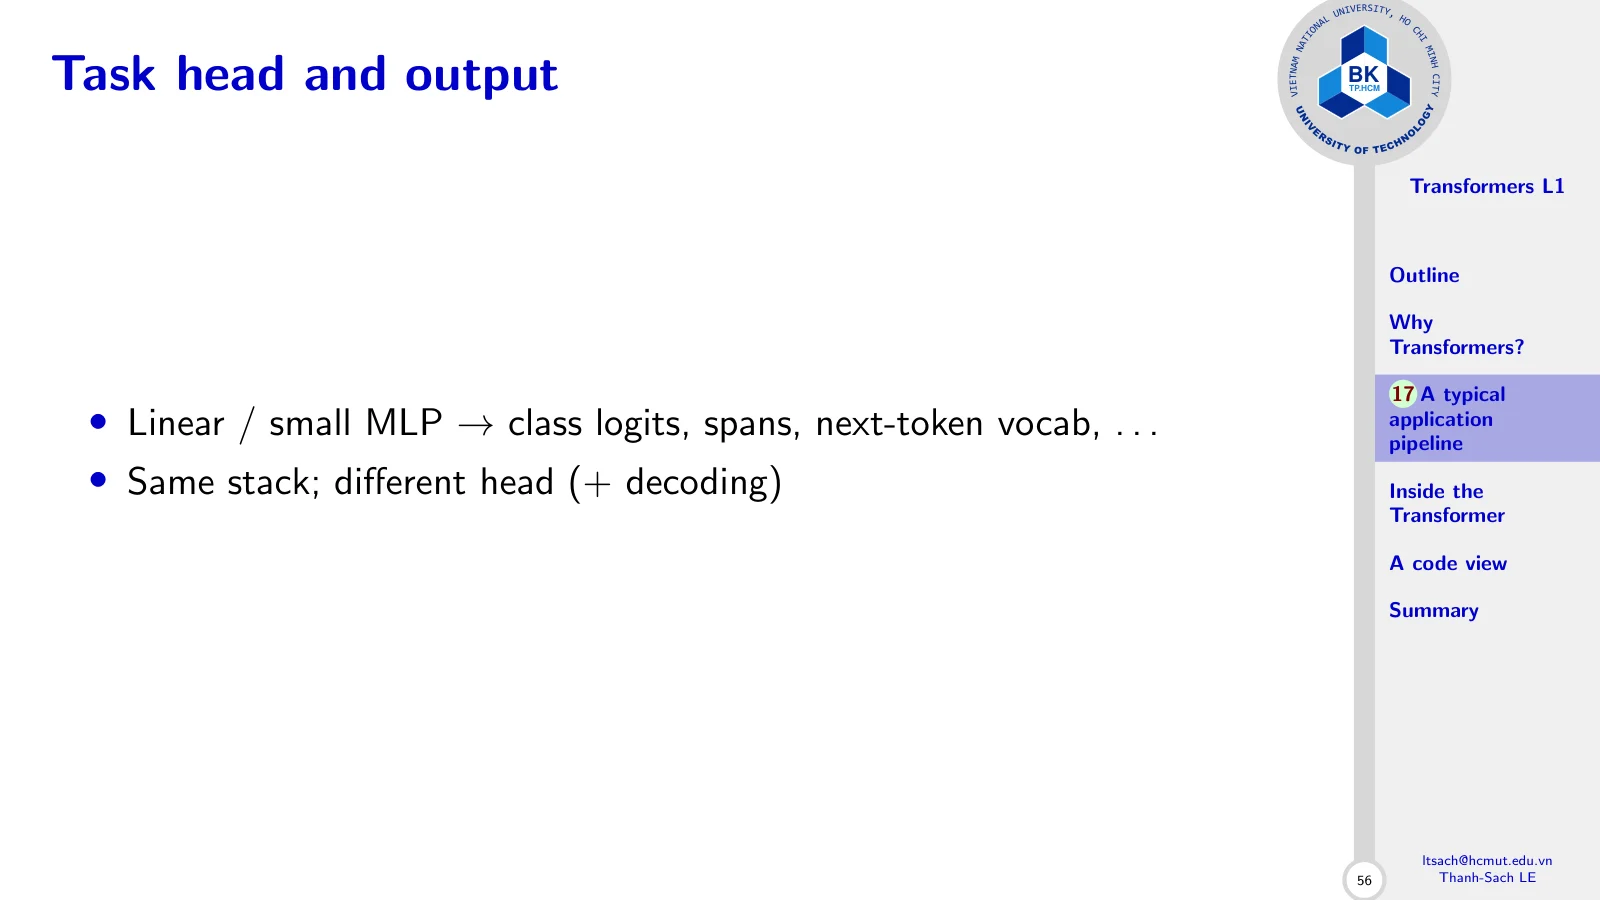 Task head and output
• Linear / small MLP → class logits, spans, next-token vocab, . . .
• Same stack; different head (+ decoding)
VIETNAM NATIONAL UNIVERSITY, HO CHI MINH CITY
BK
TP.HCM
UNIVERSITY OF TECHNOLOGY
Transformers L1
Outline
Why
Transformers?
17 A typical
application
pipeline
Inside the
Transformer
A code view
Summary
ltsach@hcmut.edu.vn
Thanh-Sach LE
56